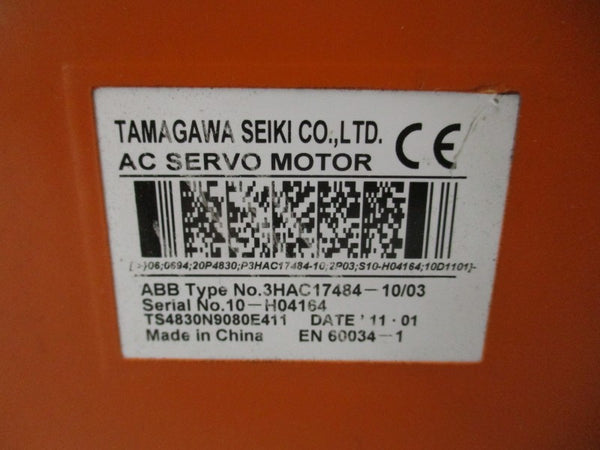 TAMAGAWA SEIKI CO.,LTD.
AC SERVO MOTOR
CE
[)>}06;0694;20P4830;P3HAC17484-10;2P03;S10-H04164;10D1101]-
ABB Type No.3HAC17484-10/03
Serial No.10-H04164
TS4830N9080E411 DATE '11·01
Made in China EN 60034-1